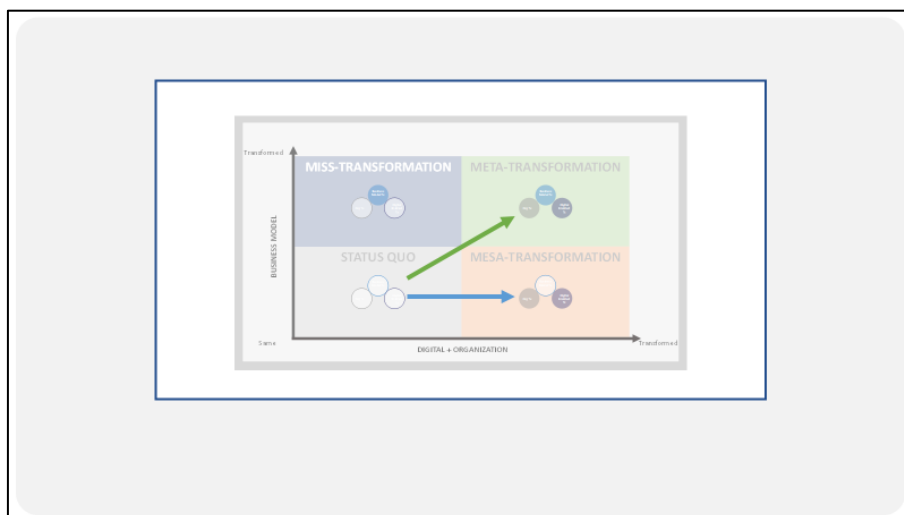 Transformed
MISS-TRANSFORMATION
META-TRANSFORMATION
BUSINESS MODEL
STATUS QUO
MESA-TRANSFORMATION
Same
DIGITAL + ORGANIZATION
Transformed